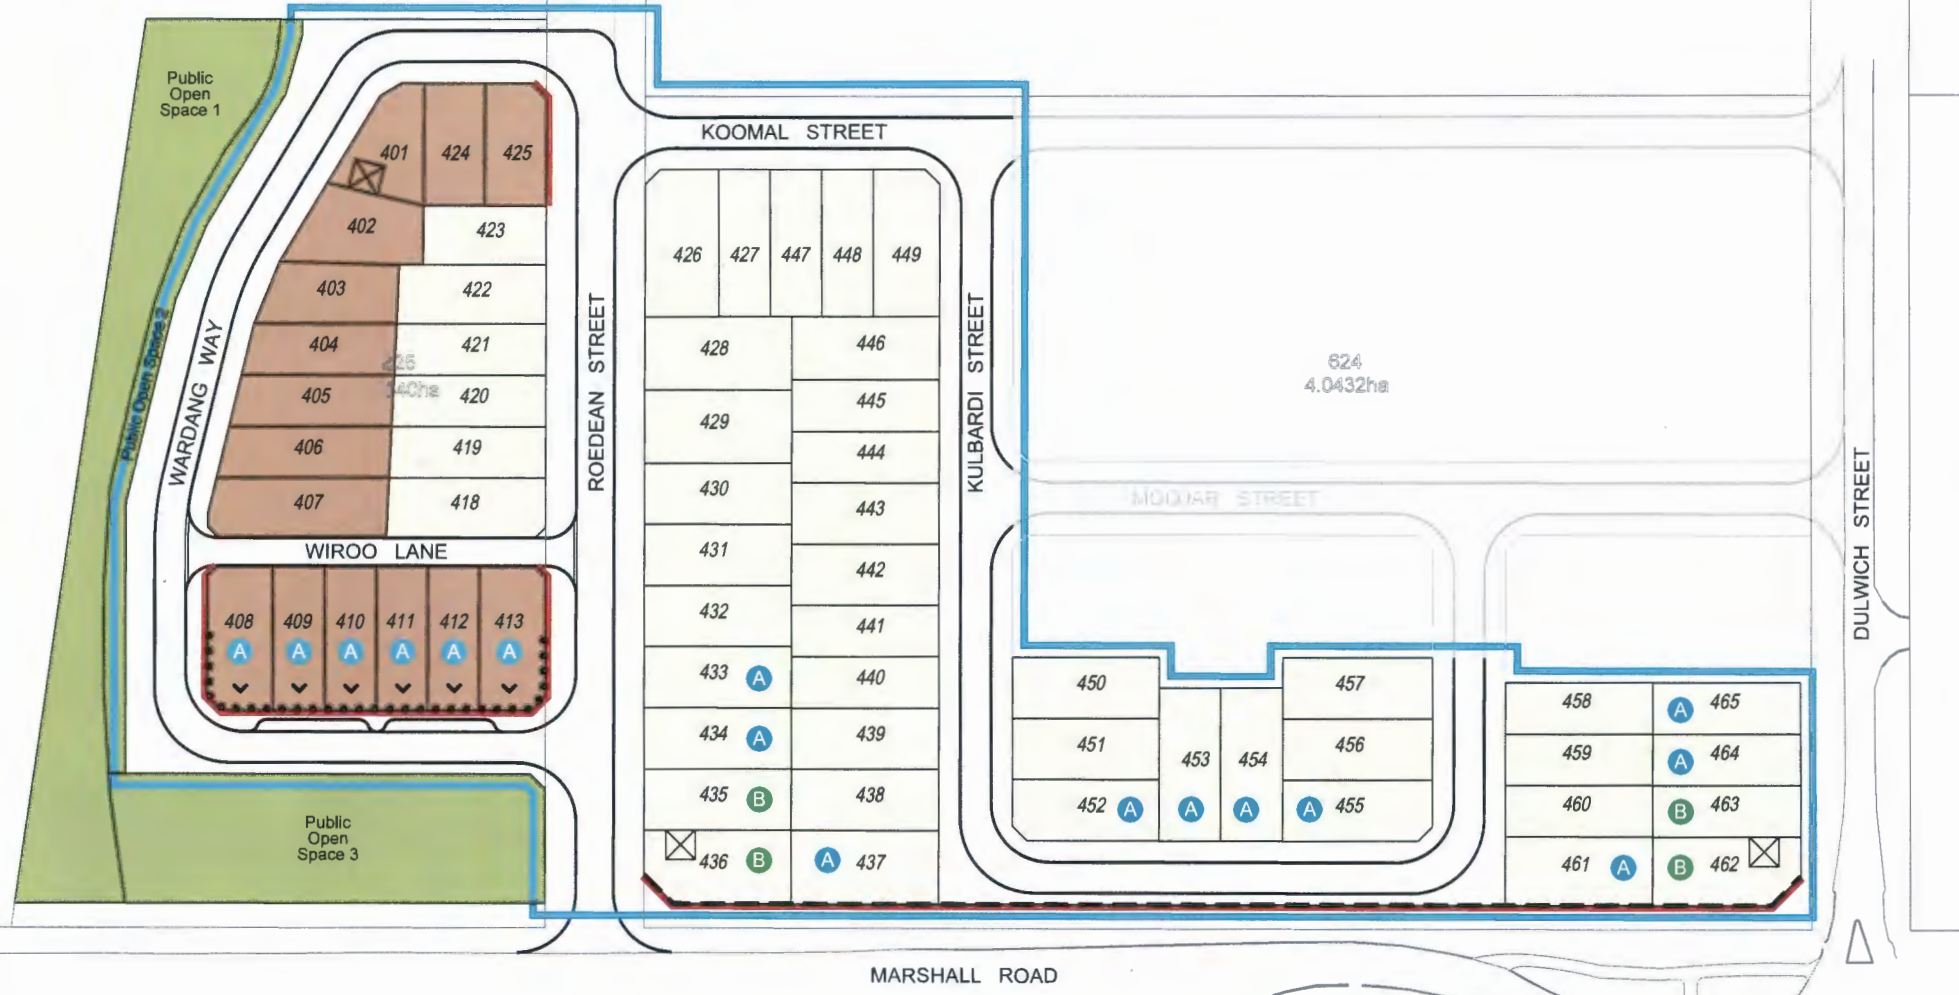 Public
Open
Space 1
Public Open Space 2
Public
Open
Space 3
WARDANG WAY
WIROO LANE
ROEDEAN STREET
KOOMAL STREET
KULBARDI STREET
STREET
DULWICH STREET
MARSHALL ROAD
624
4.0432ha
401
424
425
402
423
403
422
404
421
405
420
406
419
407
418
408
409
410
411
412
413
A
A
A
A
A
A
426
427
447
448
449
428
446
429
445
444
430
443
431
442
432
441
433 A
440
434 A
439
435 B
438
436 B
A 437
450
457
451
453
454
456
452 A
A
A
A 455
458
A 465
459
A 464
460
B 463
461 A
B 462